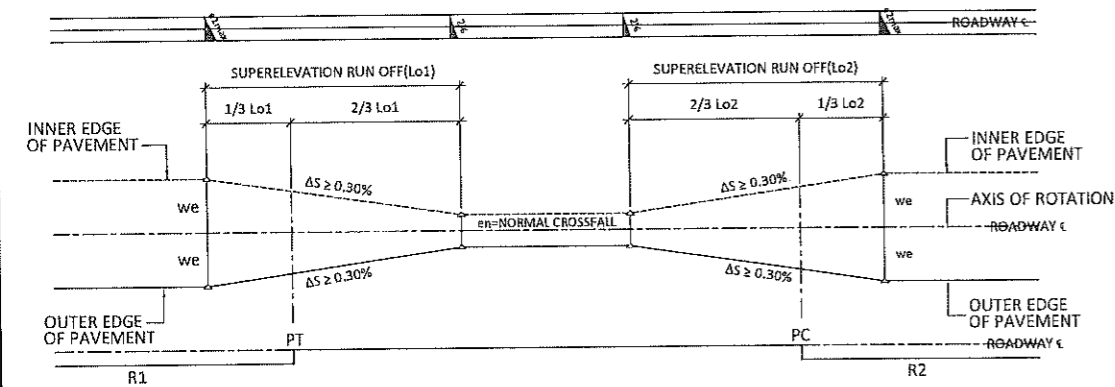 e2max
2%
2%
e2max
ROADWAY ℄
SUPERELEVATION RUN OFF(Lo1)
SUPERELEVATION RUN OFF(Lo2)
1/3 Lo1
2/3 Lo1
2/3 Lo2
1/3 Lo2
INNER EDGE
OF PAVEMENT
INNER EDGE
OF PAVEMENT
ΔS ≥ 0.30%
ΔS ≥ 0.30%
we
we
AXIS OF ROTATION
en=NORMAL CROSSFALL
ROADWAY ℄
we
we
ΔS ≥ 0.30%
ΔS ≥ 0.30%
OUTER EDGE
OF PAVEMENT
OUTER EDGE
OF PAVEMENT
PT
PC
ROADWAY ℄
R1
R2